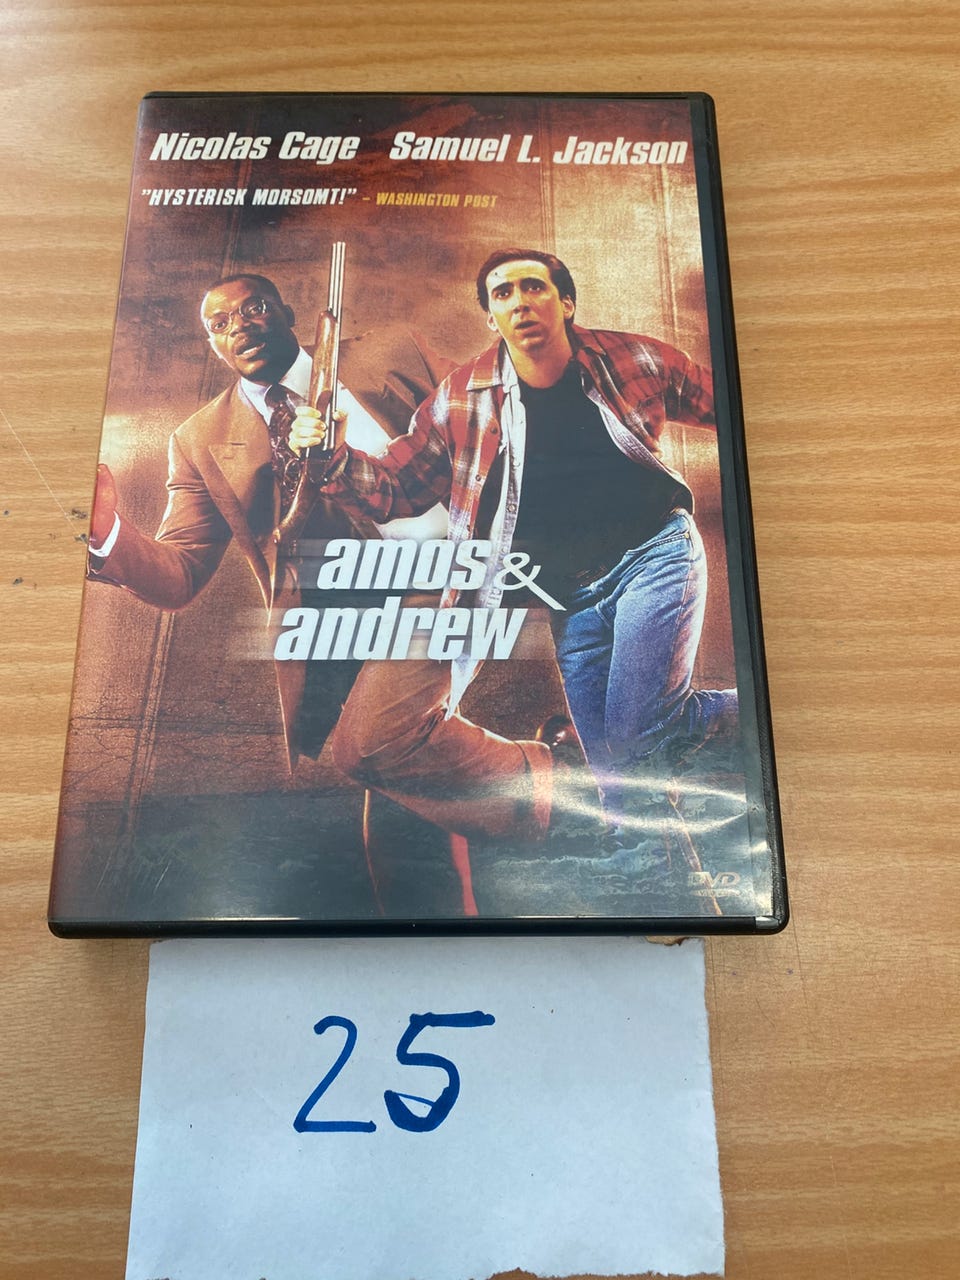 Nicolas Cage Samuel L. Jackson
"HYSTERISK MORSOMT!" – WASHINGTON POST
amos &
andrew
DVD
25